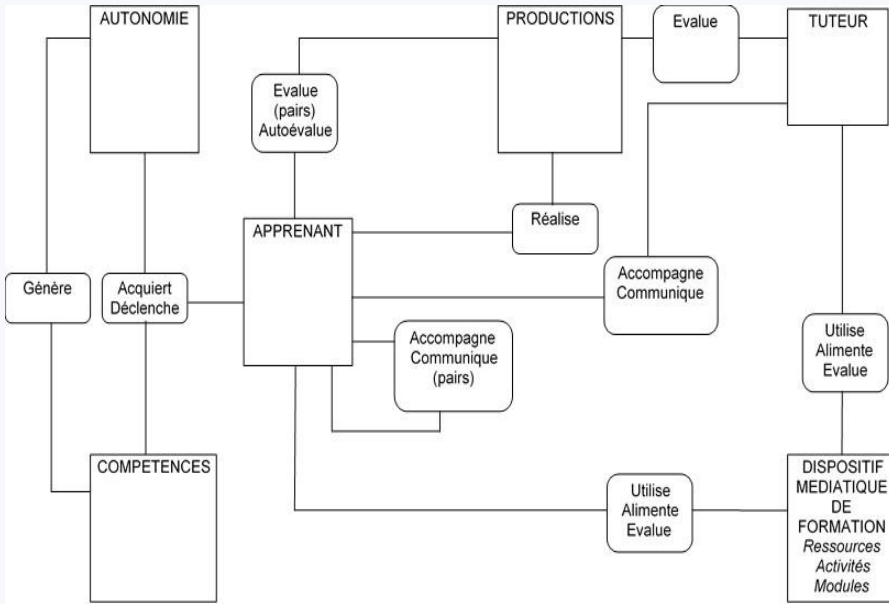 AUTONOMIE
PRODUCTIONS
Evalue
TUTEUR
Evalue
(pairs)
Autoévalue
APPRENANT
Réalise
Génère
Acquiert
Déclenche
Accompagne
Communique
Accompagne
Communique
(pairs)
Utilise
Alimente
Evalue
COMPETENCES
Utilise
Alimente
Evalue
DISPOSITIF
MEDIATIQUE
DE
FORMATION
Ressources
Activités
Modules